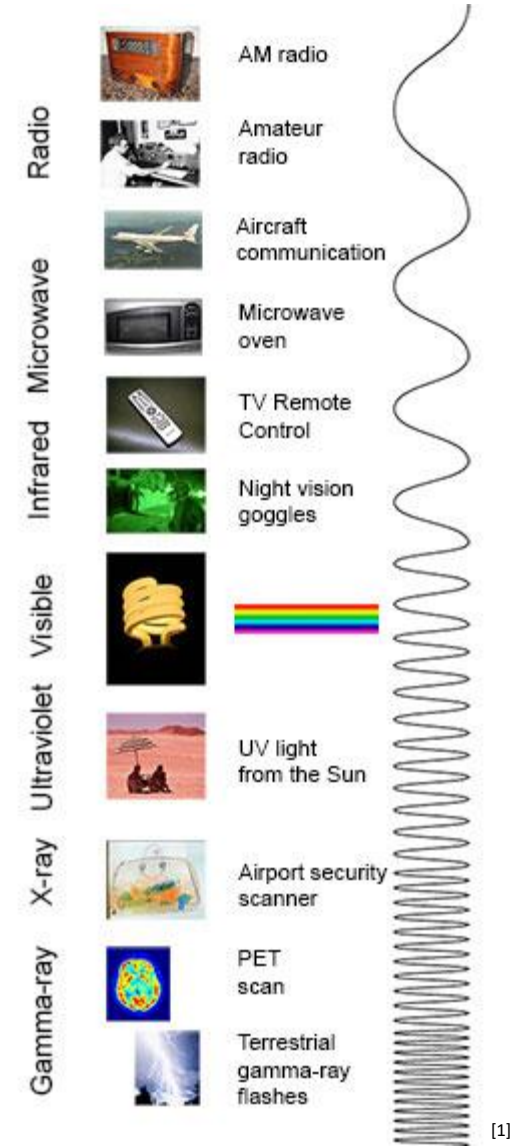 Radio
AM radio
Amateur
radio
Aircraft
communication
Microwave
Microwave
oven
Infrared
TV Remote
Control
Night vision
goggles
Visible
Ultraviolet
UV light
from the Sun
X-ray
Airport security
scanner
Gamma-ray
PET
scan
Terrestrial
gamma-ray
flashes
[1]